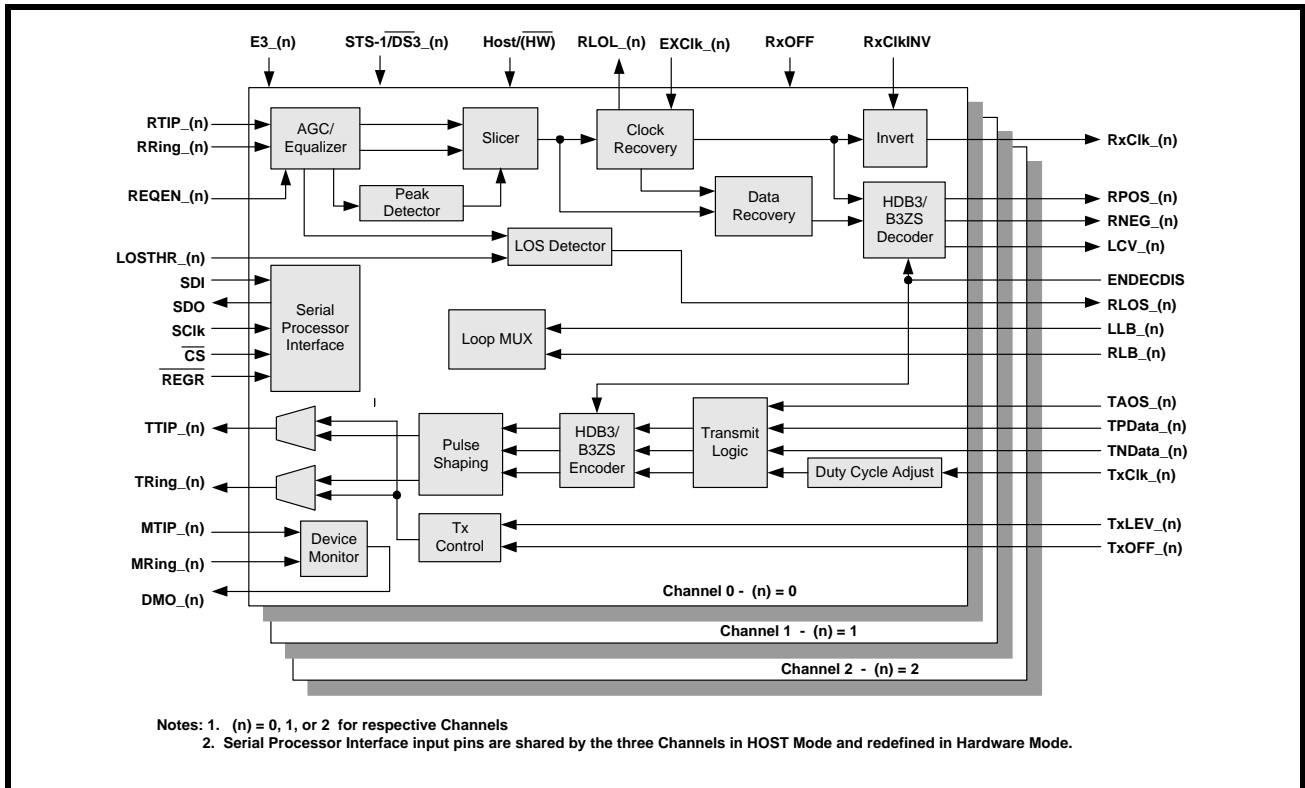 E3_(n)
STS-1/DS3_(n)
Host/(HW)
RLOL_(n)
EXClk_(n)
RxOFF
RxClkINV
RTIP_(n)
RRing_(n)
REQEN_(n)
LOSTHR_(n)
SDI
SDO
SClk
CS
REGR
TTIP_(n)
TRing_(n)
MTIP_(n)
MRing_(n)
DMO_(n)
AGC/
Equalizer
Peak
Detector
Slicer
LOS Detector
Clock
Recovery
Data
Recovery
Invert
HDB3/
B3ZS
Decoder
Serial
Processor
Interface
Loop MUX
Pulse
Shaping
HDB3/
B3ZS
Encoder
Transmit
Logic
Duty Cycle Adjust
Tx
Control
Device
Monitor
RxClk_(n)
RPOS_(n)
RNEG_(n)
LCV_(n)
ENDECDIS
RLOS_(n)
LLB_(n)
RLB_(n)
TAOS_(n)
TPData_(n)
TNData_(n)
TxClk_(n)
TxLEV_(n)
TxOFF_(n)
Channel 0 - (n) = 0
Channel 1 - (n) = 1
Channel 2 - (n) = 2
Notes: 1. (n) = 0, 1, or 2 for respective Channels
2. Serial Processor Interface input pins are shared by the three Channels in HOST Mode and redefined in Hardware Mode.